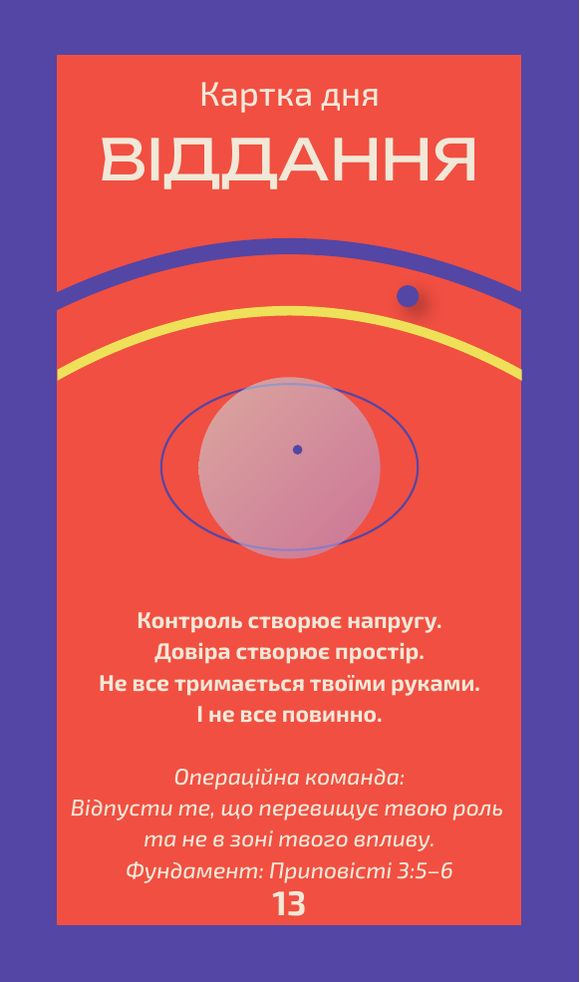 Картка дня
ВІДДАННЯ
Контроль створює напругу.
Довіра створює простір.
Не все тримається твоїми руками.
І не все повинно.
Операційна команда:
Відпусти те, що перевищує твою роль
та не в зоні твого впливу.
Фундамент: Приповісті 3:5–6
13